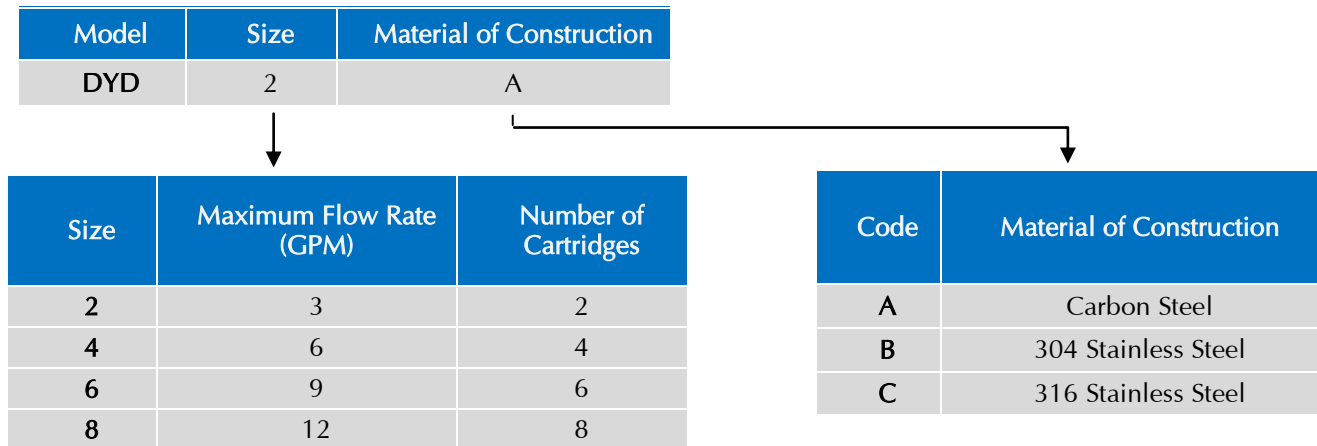 Model Size Material of Construction
DYD 2 A
Size Maximum Flow Rate (GPM) Number of Cartridges
2 3 2
4 6 4
6 9 6
8 12 8
Code Material of Construction
A Carbon Steel
B 304 Stainless Steel
C 316 Stainless Steel